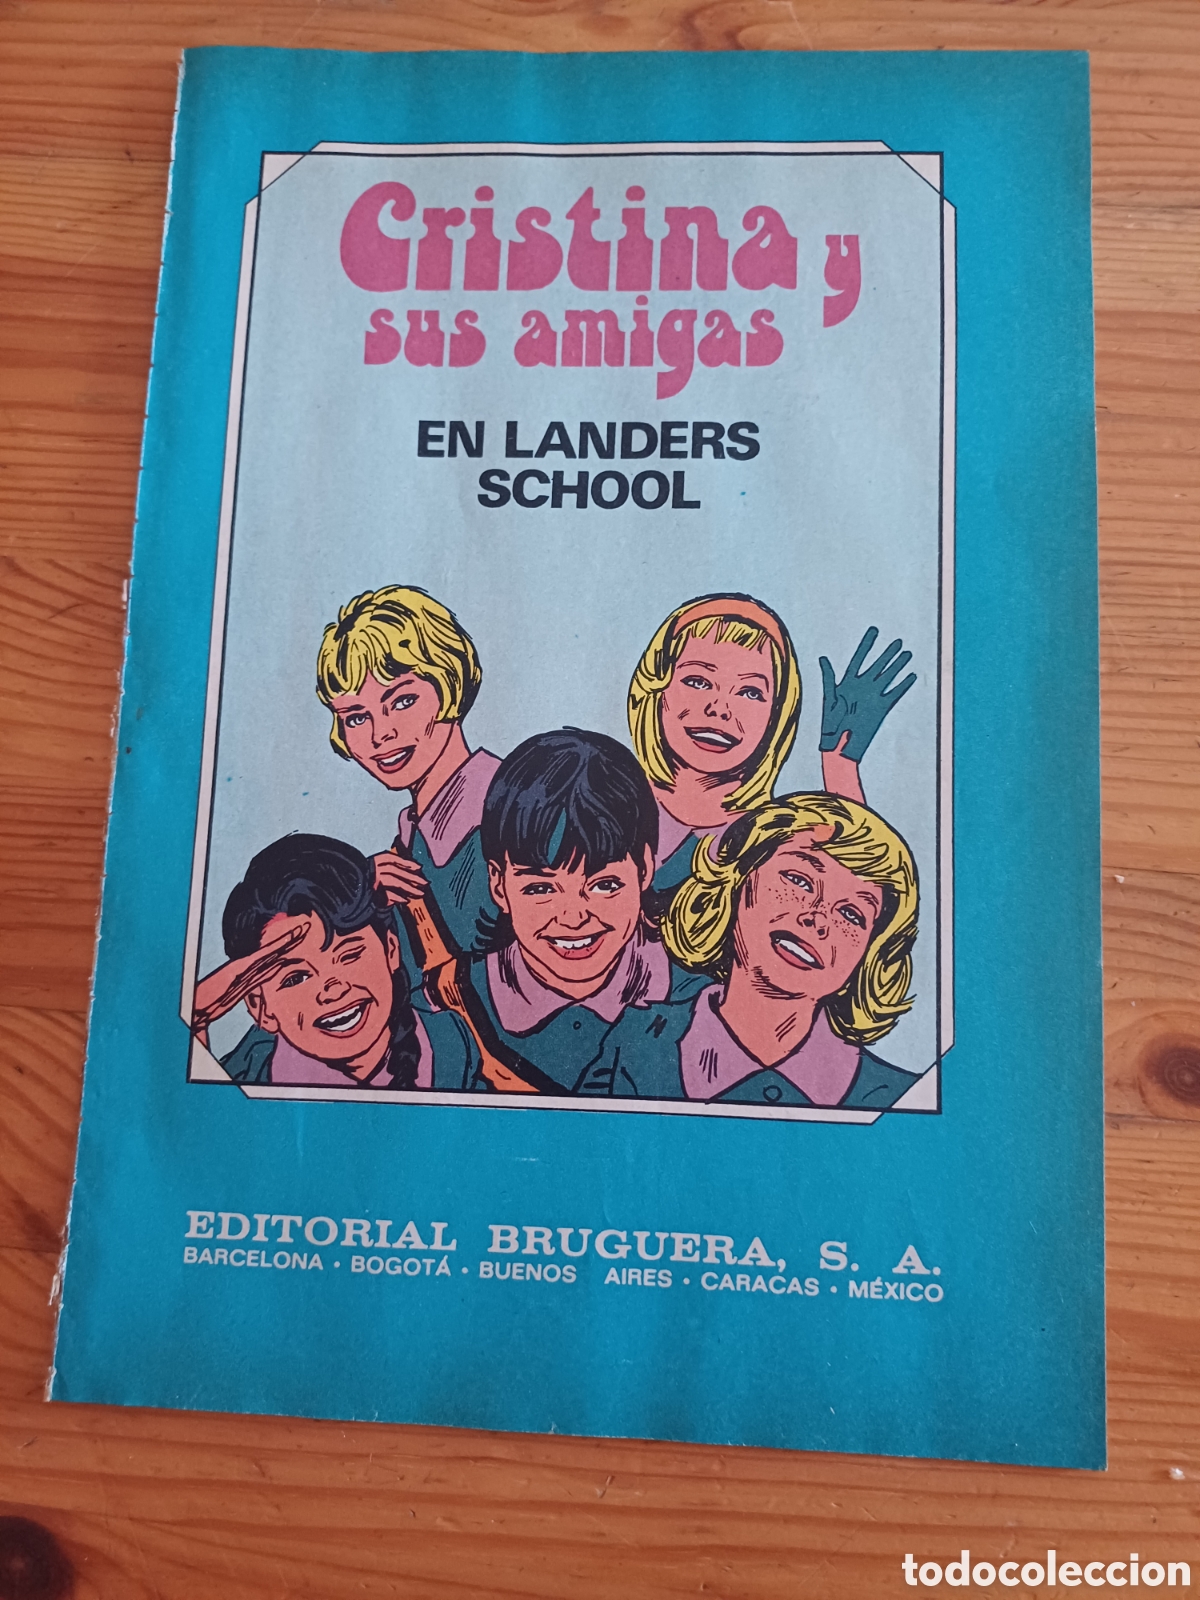 Cristina y
sus amigas
EN LANDERS
SCHOOL
EDITORIAL BRUGUERA, S. A.
BARCELONA • BOGOTÁ • BUENOS AIRES • CARACAS • MÉXICO
todocoleccion